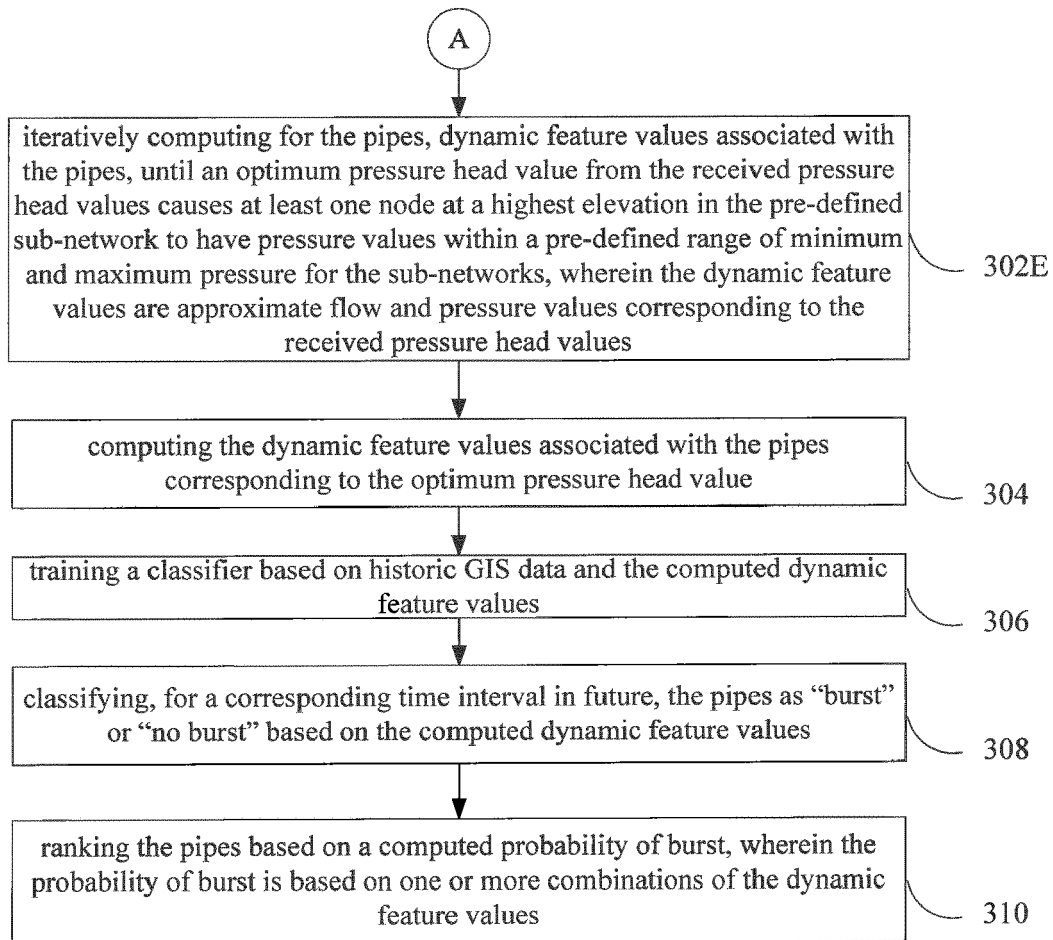 A
iteratively computing for the pipes, dynamic feature values associated with
the pipes, until an optimum pressure head value from the received pressure
head values causes at least one node at a highest elevation in the pre-defined
sub-network to have pressure values within a pre-defined range of minimum
and maximum pressure for the sub-networks, wherein the dynamic feature
values are approximate flow and pressure values corresponding to the
received pressure head values
302E
computing the dynamic feature values associated with the pipes
corresponding to the optimum pressure head value
304
training a classifier based on historic GIS data and the computed dynamic
feature values
306
classifying, for a corresponding time interval in future, the pipes as “burst”
or “no burst” based on the computed dynamic feature values
308
ranking the pipes based on a computed probability of burst, wherein the
probability of burst is based on one or more combinations of the dynamic
feature values
310